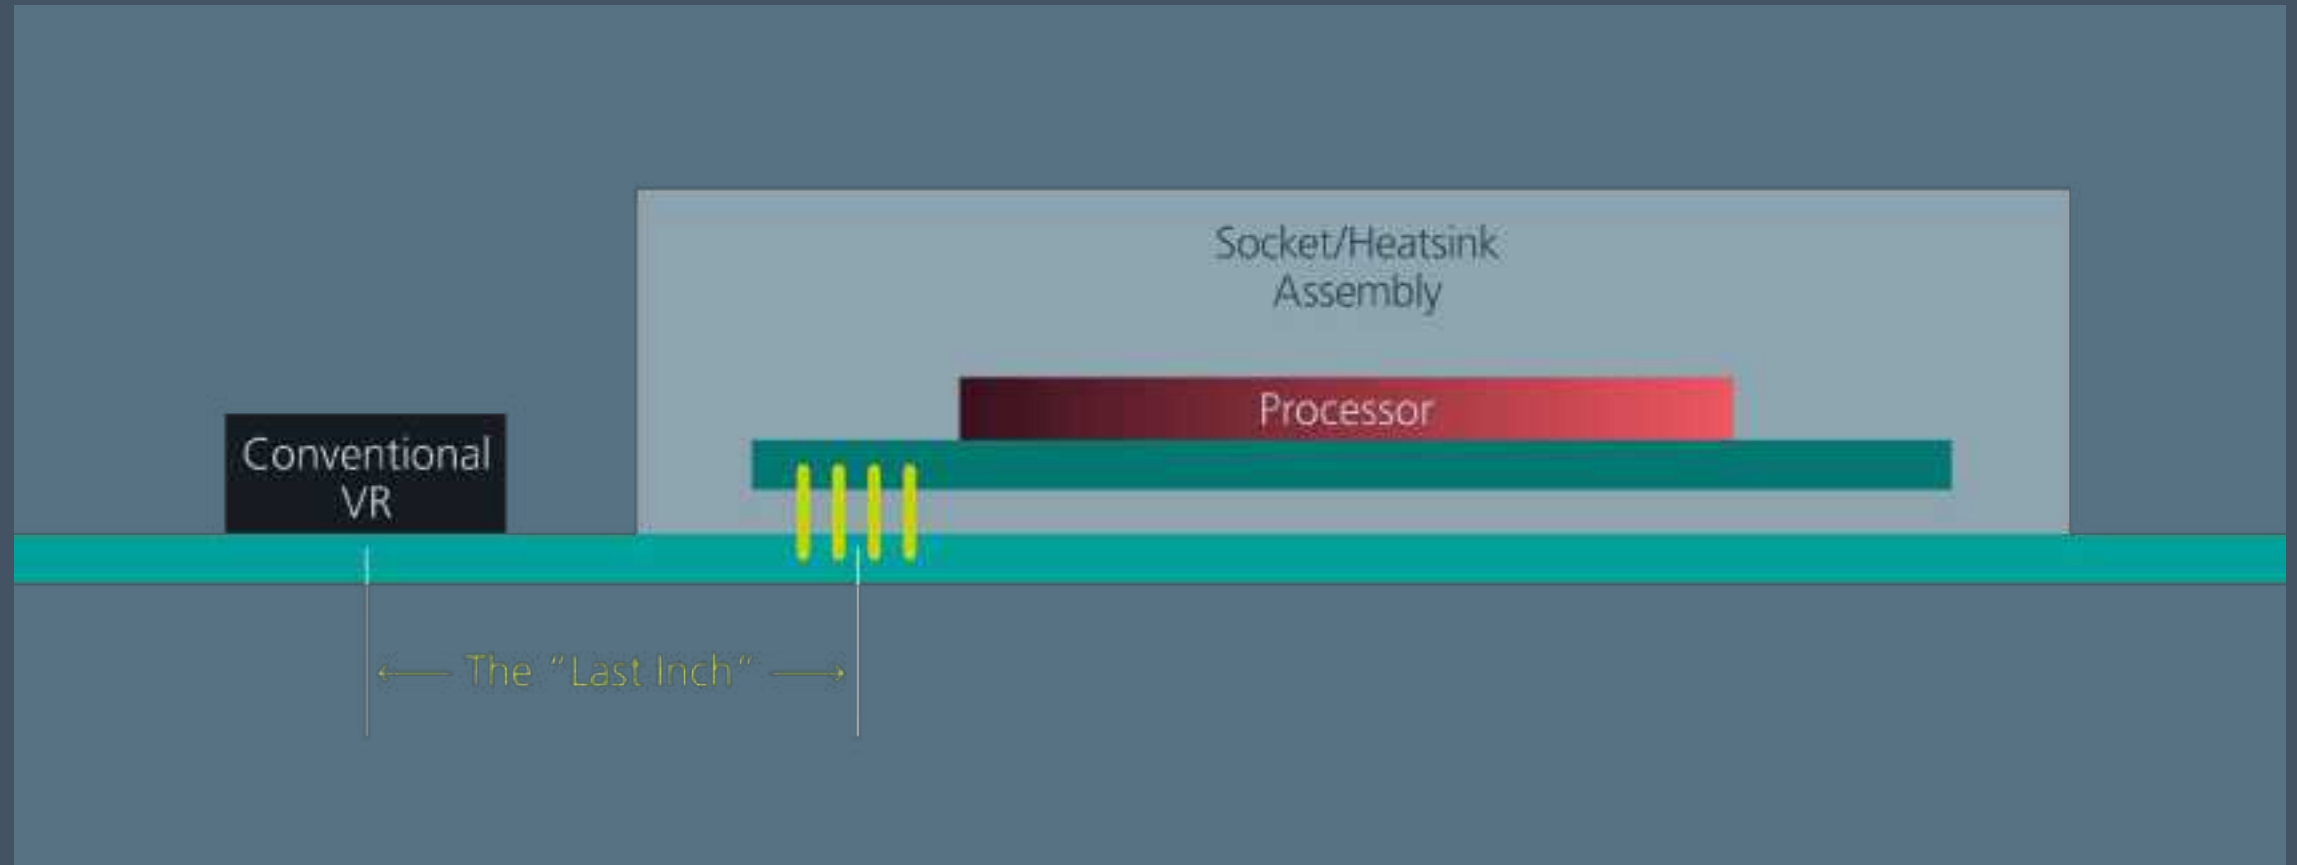 Socket/Heatsink
Assembly
Processor
Conventional
VR
The “Last Inch“